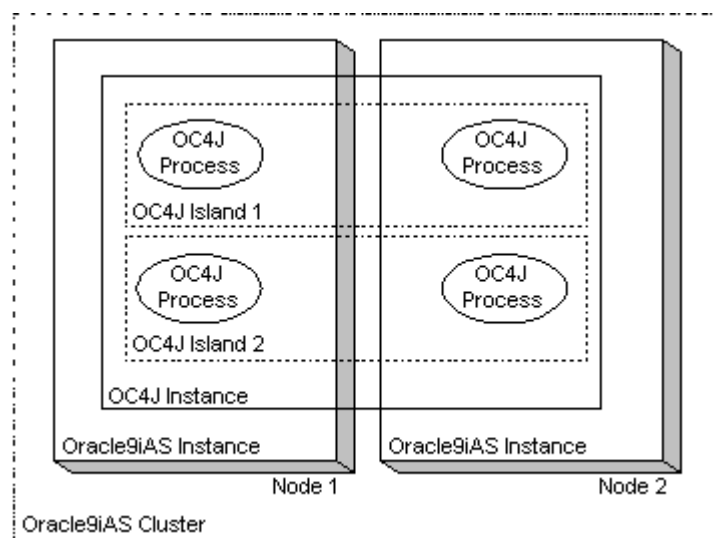 OC4J
Process
OC4J
Process
OC4J Island 1
OC4J
Process
OC4J
Process
OC4J Island 2
OC4J Instance
Oracle9iAS Instance
Oracle9iAS Instance
Node 1
Node 2
Oracle9iAS Cluster